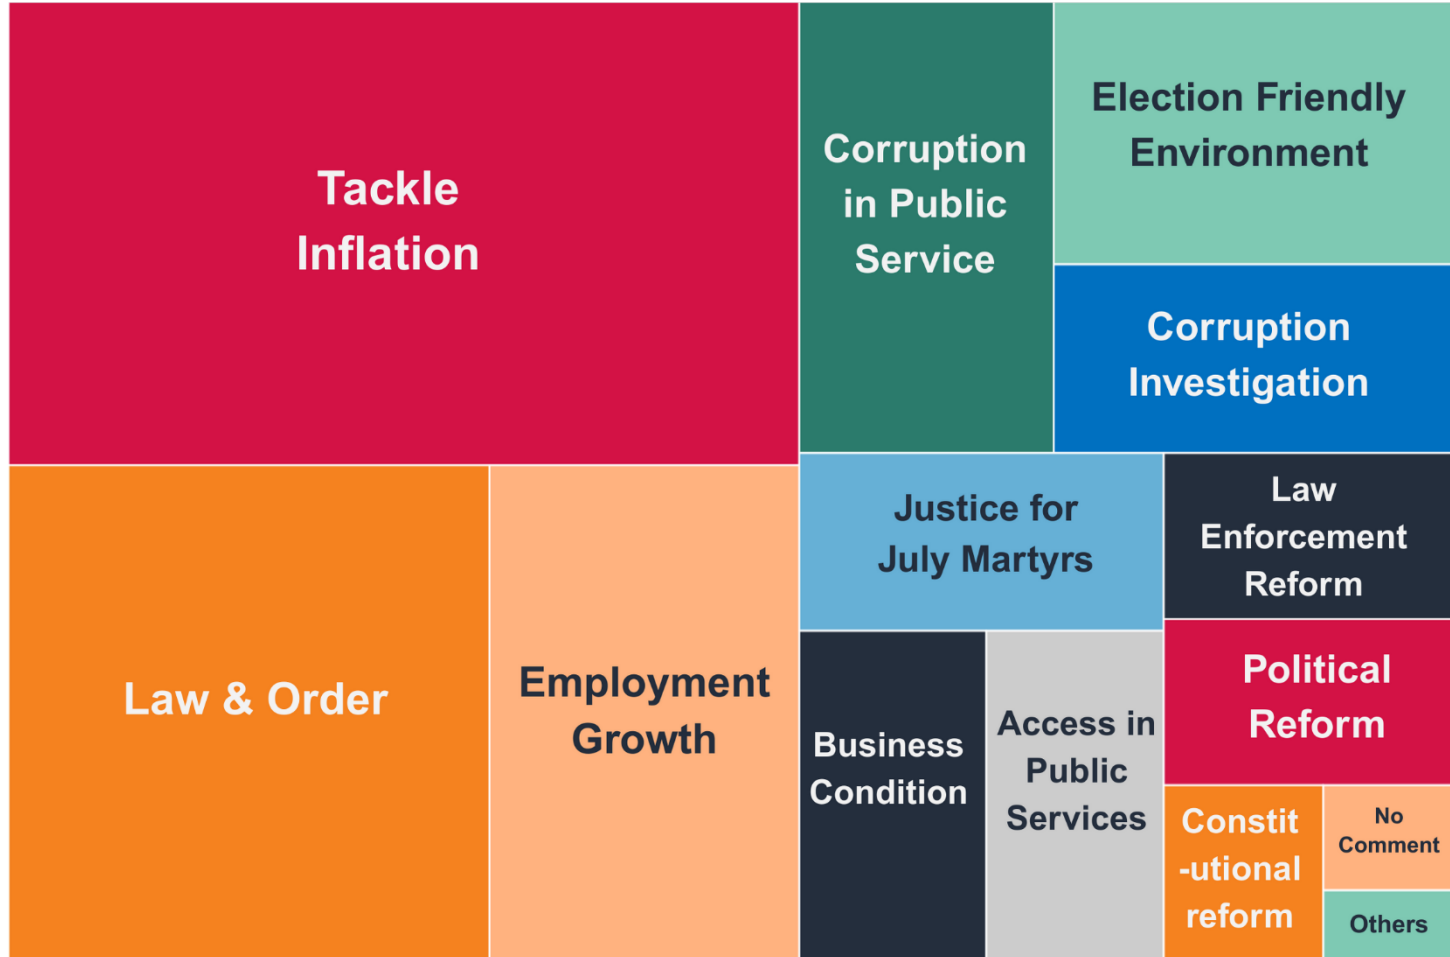 Tackle
Inflation
Corruption
in Public
Service
Election Friendly
Environment
Corruption
Investigation
Law & Order
Employment
Growth
Justice for
July Martyrs
Law
Enforcement
Reform
Business
Condition
Access in
Public
Services
Political
Reform
Constit
-utional
reform
No
Comment
Others